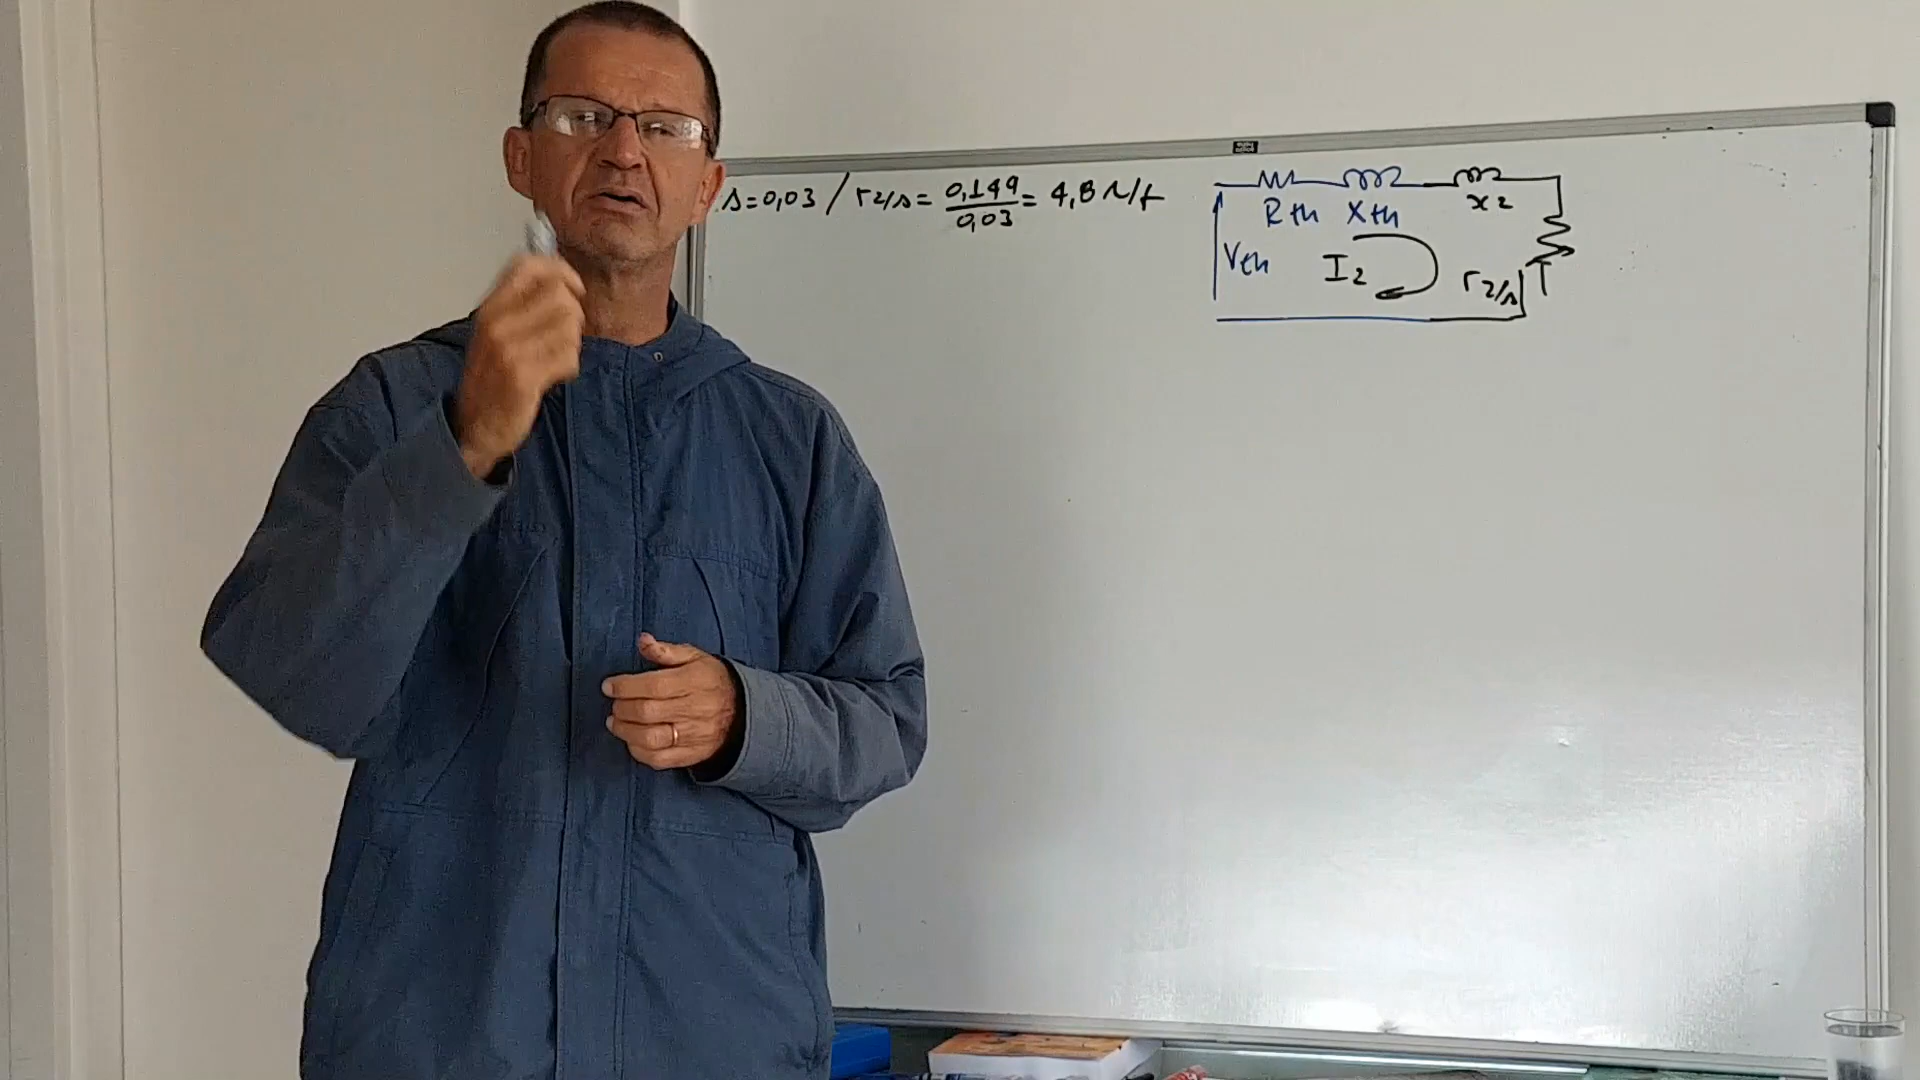 s=0,03 / r2/s = 0,149/0,03 = 4,8 Ω/f
Rth Xth x2
Vth I2 r2/s